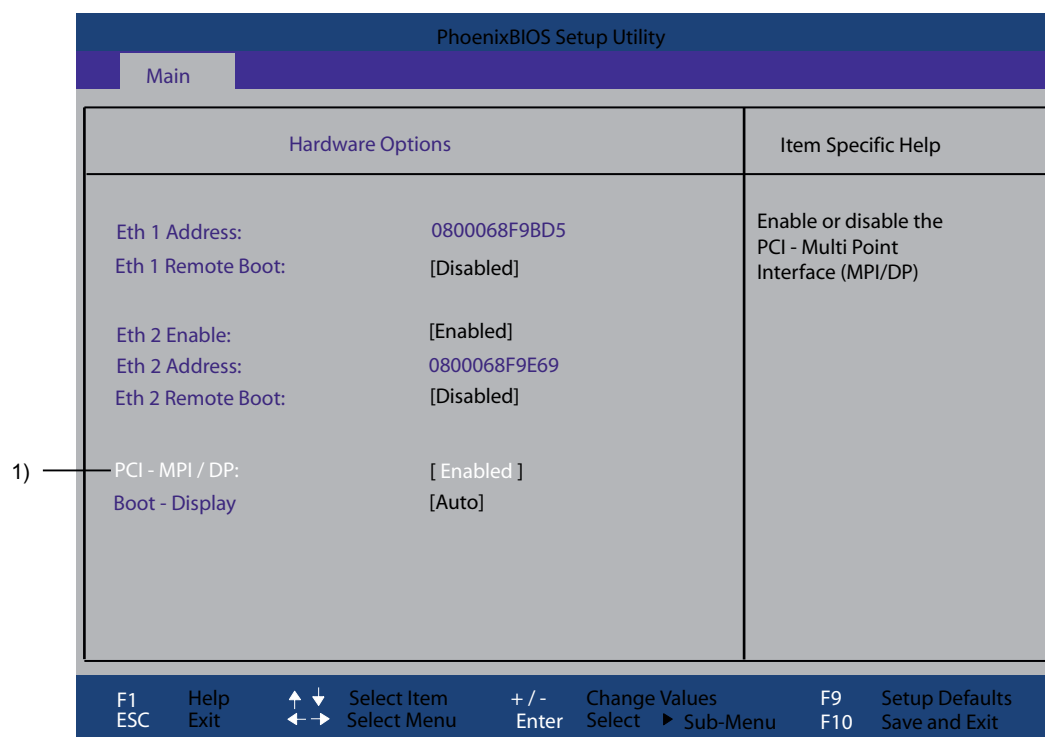 PhoenixBIOS Setup Utility
Main
Hardware Options
Item Specific Help
Eth 1 Address: 0800068F9BD5
Eth 1 Remote Boot: [Disabled]
Eth 2 Enable: [Enabled]
Eth 2 Address: 0800068F9E69
Eth 2 Remote Boot: [Disabled]
1) PCI - MPI / DP: [ Enabled ]
Boot - Display [Auto]
Enable or disable the
PCI - Multi Point
Interface (MPI/DP)
F1 Help Select Item + / - Change Values F9 Setup Defaults
ESC Exit Select Menu Enter Select Sub-Menu F10 Save and Exit